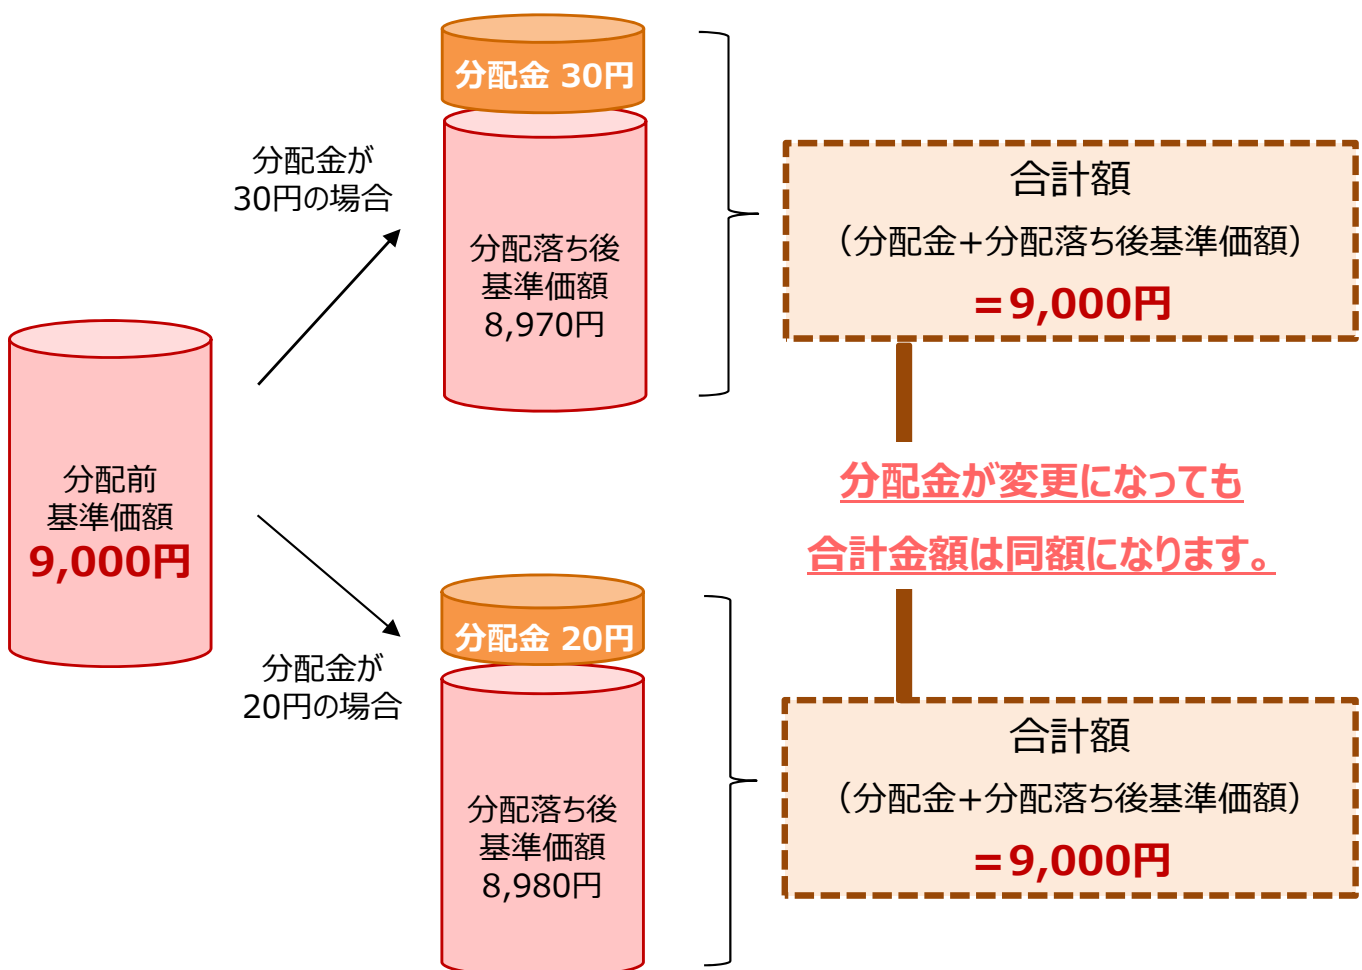 分配前
基準価額
9,000円
分配金が
30円の場合
分配金 30円
分配落ち後
基準価額
8,970円
合計額
（分配金+分配落ち後基準価額）
＝9,000円
分配金が変更になっても
合計金額は同額になります。
分配金が
20円の場合
分配金 20円
分配落ち後
基準価額
8,980円
合計額
（分配金+分配落ち後基準価額）
＝9,000円